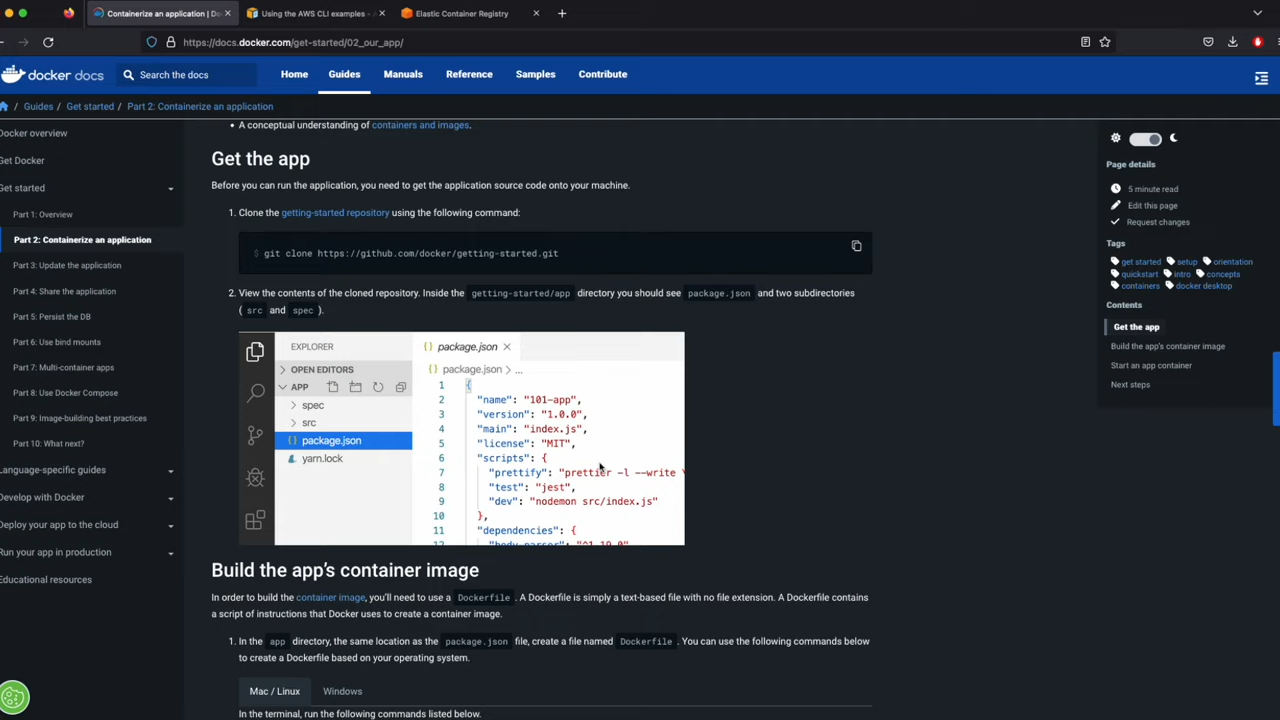 Containerize an application | Do
Using the AWS CLI examples -
Elastic Container Registry
https://docs.docker.com/get-started/02_our_app/
docker docs
Search the docs
Home
Guides
Manuals
Reference
Samples
Contribute
/ Guides / Get started / Part 2: Containerize an application
Docker overview
Get Docker
Get started
Part 1: Overview
Part 2: Containerize an application
Part 3: Update the application
Part 4: Share the application
Part 5: Persist the DB
Part 6: Use bind mounts
Part 7: Multi-container apps
Part 8: Use Docker Compose
Part 9: Image-building best practices
Part 10: What next?
Language-specific guides
Develop with Docker
Deploy your app to the cloud
Run your app in production
Educational resources
• A conceptual understanding of containers and images.
Get the app
Before you can run the application, you need to get the application source code onto your machine.
1. Clone the getting-started repository using the following command:
$ git clone https://github.com/docker/getting-started.git
2. View the contents of the cloned repository. Inside the getting-started/app directory you should see package.json and two subdirectories
( src and spec ).
EXPLORER
OPEN EDITORS
APP
spec
src
{} package.json
yarn.lock
{} package.json
{} package.json > ...
1 {
2 "name": "101-app",
3 "version": "1.0.0",
4 "main": "index.js",
5 "license": "MIT",
6 "scripts": {
7 "prettify": "prettier -l --write \
8 "test": "jest",
9 "dev": "nodemon src/index.js"
10 },
11 "dependencies": {
12 "body-parser": "^1.19.0",
Build the app's container image
In order to build the container image, you'll need to use a Dockerfile . A Dockerfile is simply a text-based file with no file extension. A Dockerfile contains
a script of instructions that Docker uses to create a container image.
1. In the app directory, the same location as the package.json file, create a file named Dockerfile . You can use the following commands below
to create a Dockerfile based on your operating system.
Mac / Linux
Windows
In the terminal, run the following commands listed below.
Page details
5 minute read
Edit this page
Request changes
Tags
get started
setup
orientation
quickstart
intro
concepts
containers
docker desktop
Contents
Get the app
Build the app's container image
Start an app container
Next steps